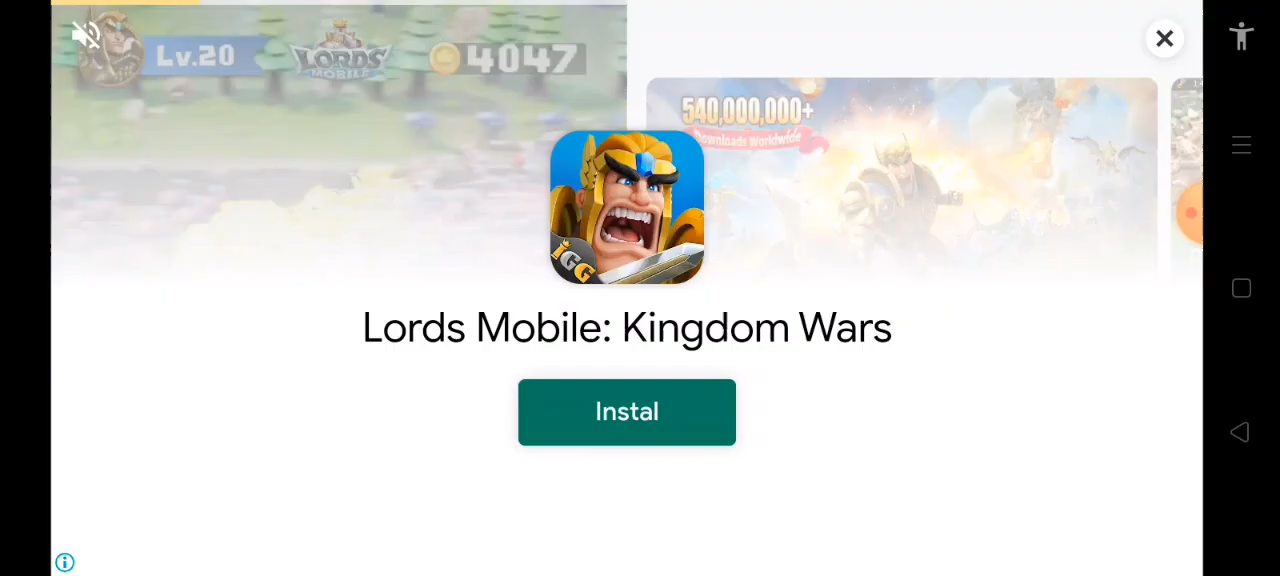 Lv.20
LORDS
MOBILE
4047
540,000,000+
Downloads Worldwide
IGG
Lords Mobile: Kingdom Wars
Instal